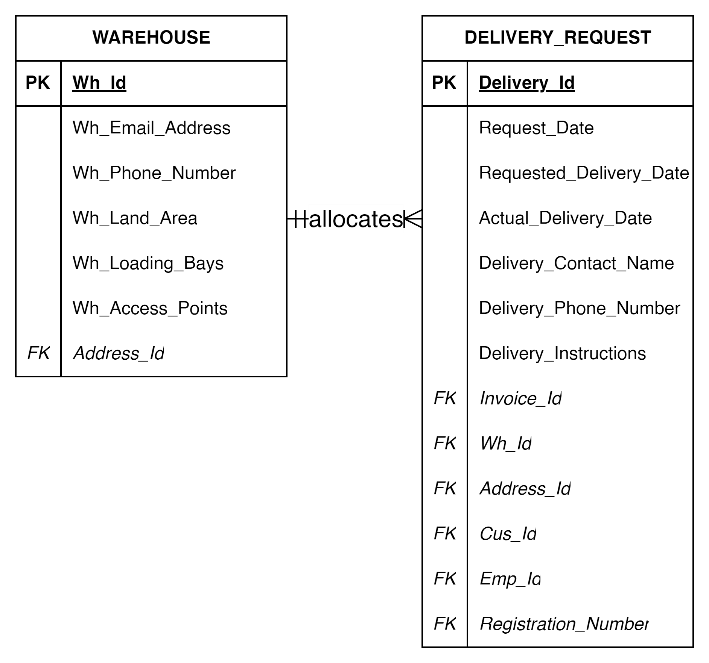 WAREHOUSE
PK Wh_Id
Wh_Email_Address
Wh_Phone_Number
Wh_Land_Area
Wh_Loading_Bays
Wh_Access_Points
FK Address_Id
allocates
DELIVERY_REQUEST
PK Delivery_Id
Request_Date
Requested_Delivery_Date
Actual_Delivery_Date
Delivery_Contact_Name
Delivery_Phone_Number
Delivery_Instructions
FK Invoice_Id
FK Wh_Id
FK Address_Id
FK Cus_Id
FK Emp_Id
FK Registration_Number